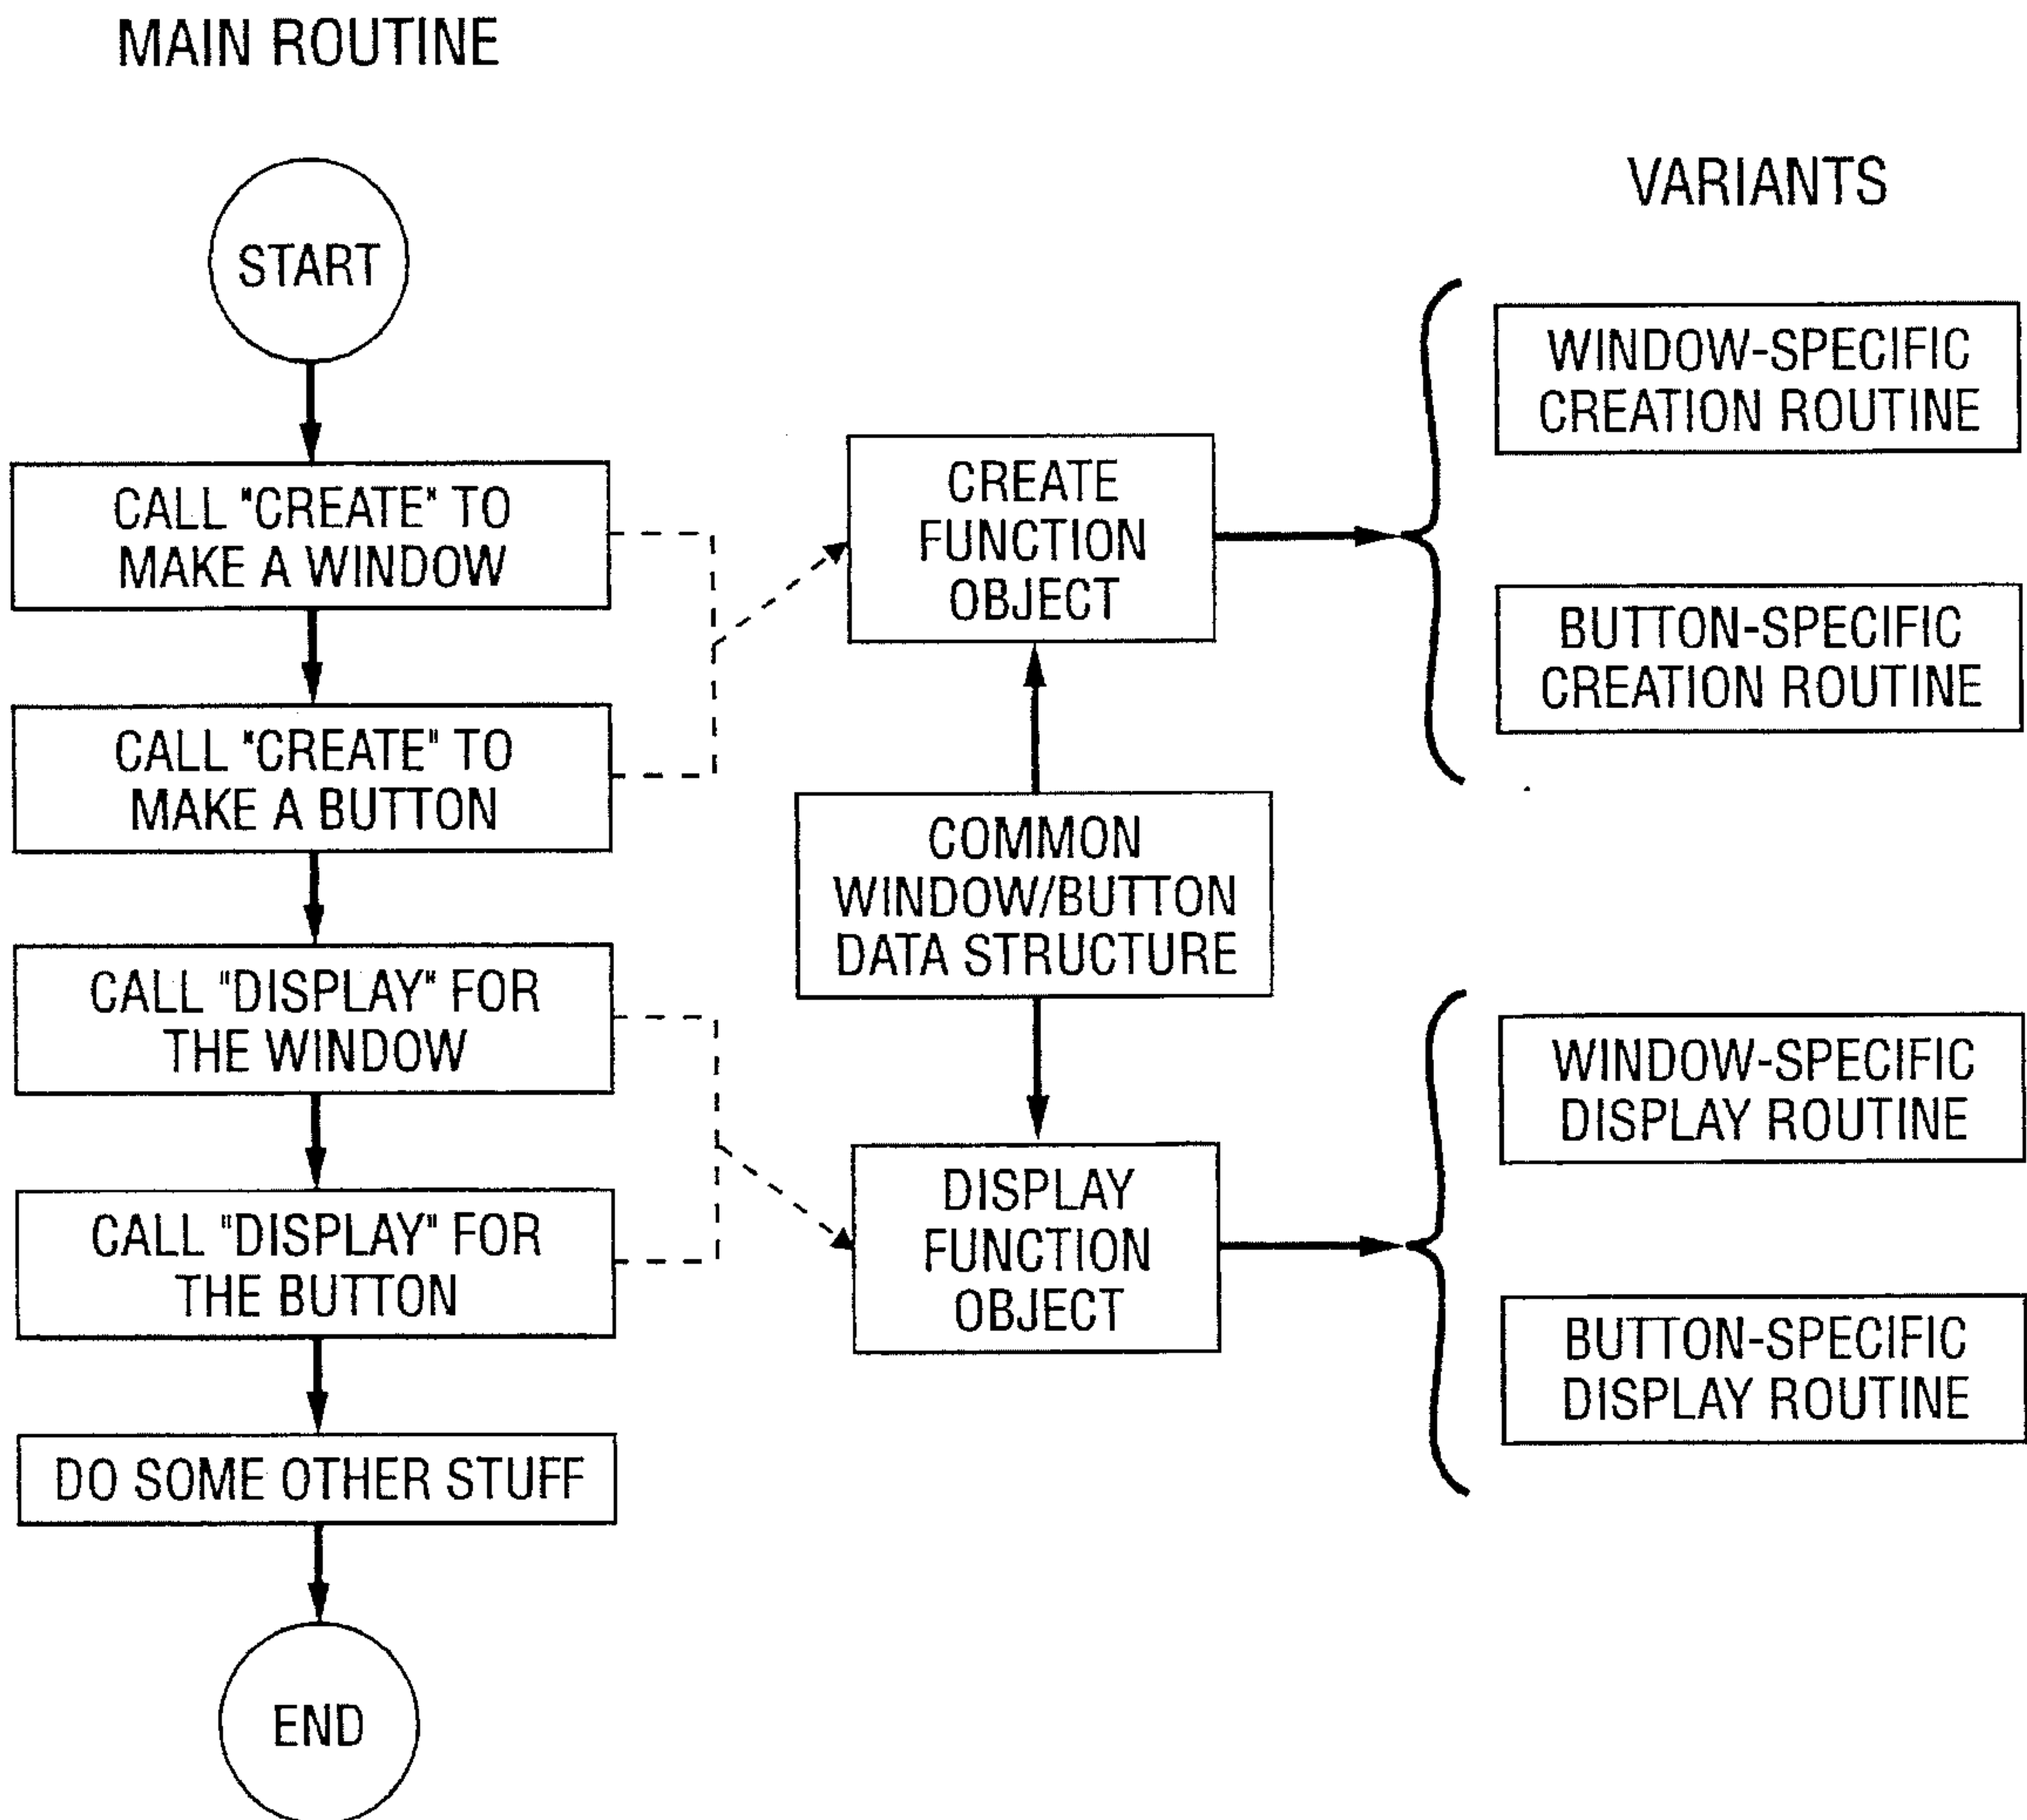 MAIN ROUTINE
START
CALL "CREATE" TO
MAKE A WINDOW
CALL "CREATE" TO
MAKE A BUTTON
CALL "DISPLAY" FOR
THE WINDOW
CALL "DISPLAY" FOR
THE BUTTON
DO SOME OTHER STUFF
END
CREATE
FUNCTION
OBJECT
COMMON
WINDOW/BUTTON
DATA STRUCTURE
DISPLAY
FUNCTION
OBJECT
VARIANTS
WINDOW-SPECIFIC
CREATION ROUTINE
BUTTON-SPECIFIC
CREATION ROUTINE
WINDOW-SPECIFIC
DISPLAY ROUTINE
BUTTON-SPECIFIC
DISPLAY ROUTINE